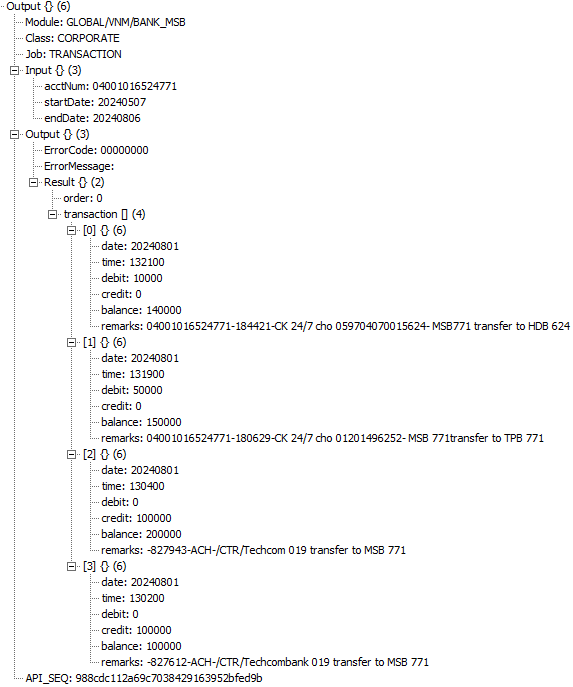 Output {} (6)
Module: GLOBAL/VNM/BANK_MSB
Class: CORPORATE
Job: TRANSACTION
Input {} (3)
acctNum: 04001016524771
startDate: 20240507
endDate: 20240806
Output {} (3)
ErrorCode: 00000000
ErrorMessage:
Result {} (2)
order: 0
transaction [] (4)
[0] {} (6)
date: 20240801
time: 132100
debit: 10000
credit: 0
balance: 140000
remarks: 04001016524771-184421-CK 24/7 cho 059704070015624- MSB771 transfer to HDB 624
[1] {} (6)
date: 20240801
time: 131900
debit: 50000
credit: 0
balance: 150000
remarks: 04001016524771-180629-CK 24/7 cho 01201496252- MSB 771transfer to TPB 771
[2] {} (6)
date: 20240801
time: 130400
debit: 0
credit: 100000
balance: 200000
remarks: -827943-ACH-/CTR/Techcom 019 transfer to MSB 771
[3] {} (6)
date: 20240801
time: 130200
debit: 0
credit: 100000
balance: 100000
remarks: -827612-ACH-/CTR/Techcombank 019 transfer to MSB 771
API_SEQ: 988cdc112a69c7038429163952bfed9b